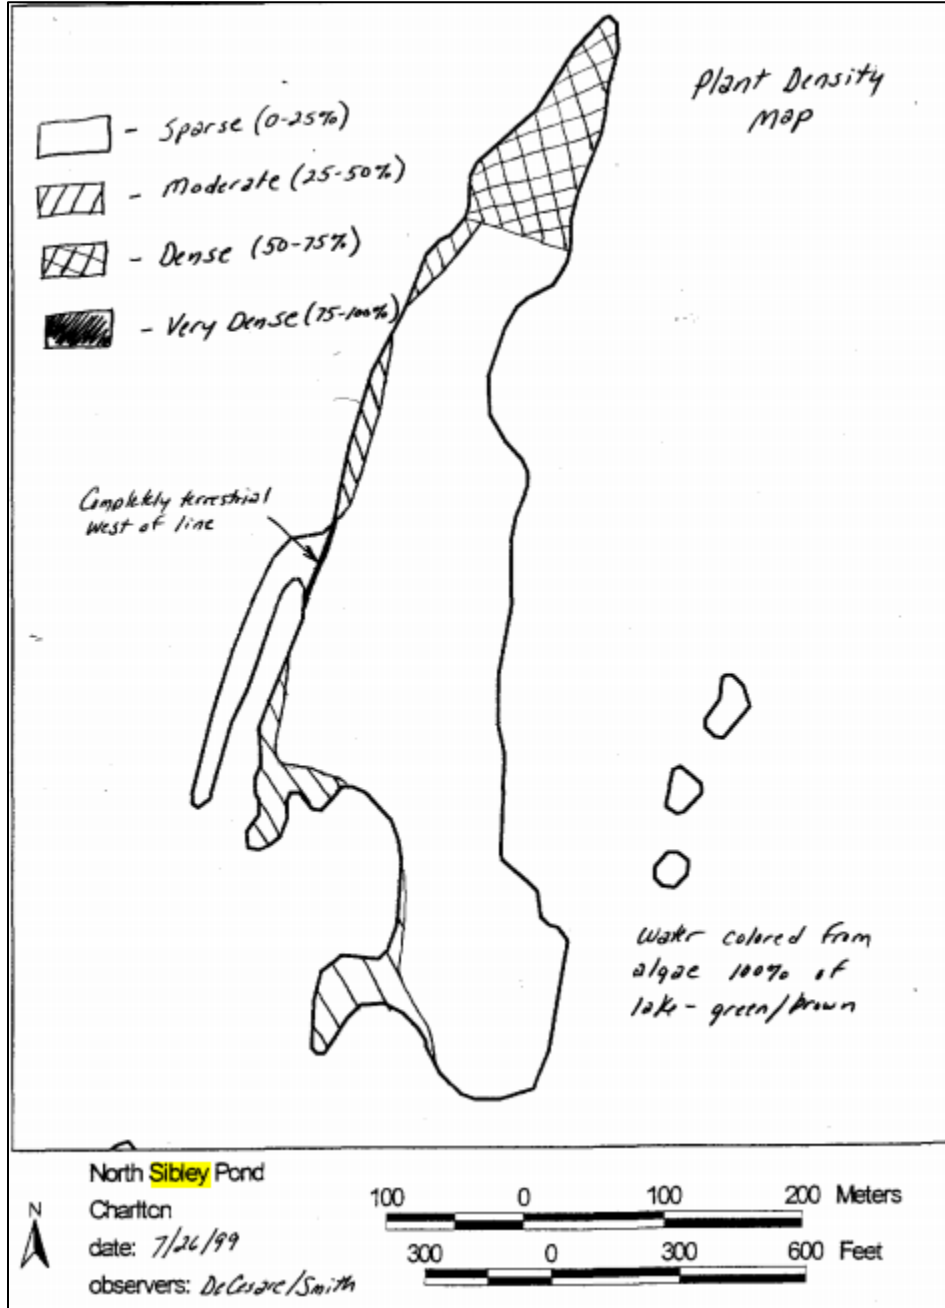 Plant Density
Map
- Sparse (0-25%)
- Moderate (25-50%)
- Dense (50-75%)
- Very Dense (75-100%)
Completely terrestrial
west of line
Water colored from
algae 100% of
lake - green/brown
North Sibley Pond
Charlton
date: 7/26/99
observers: DeCesare/Smith
N
100 0 100 200 Meters
300 0 300 600 Feet